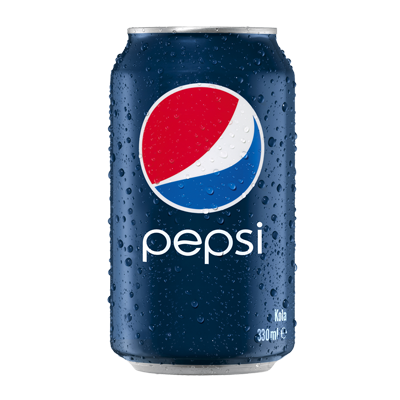 pepsi
Kola
330 ml ℮